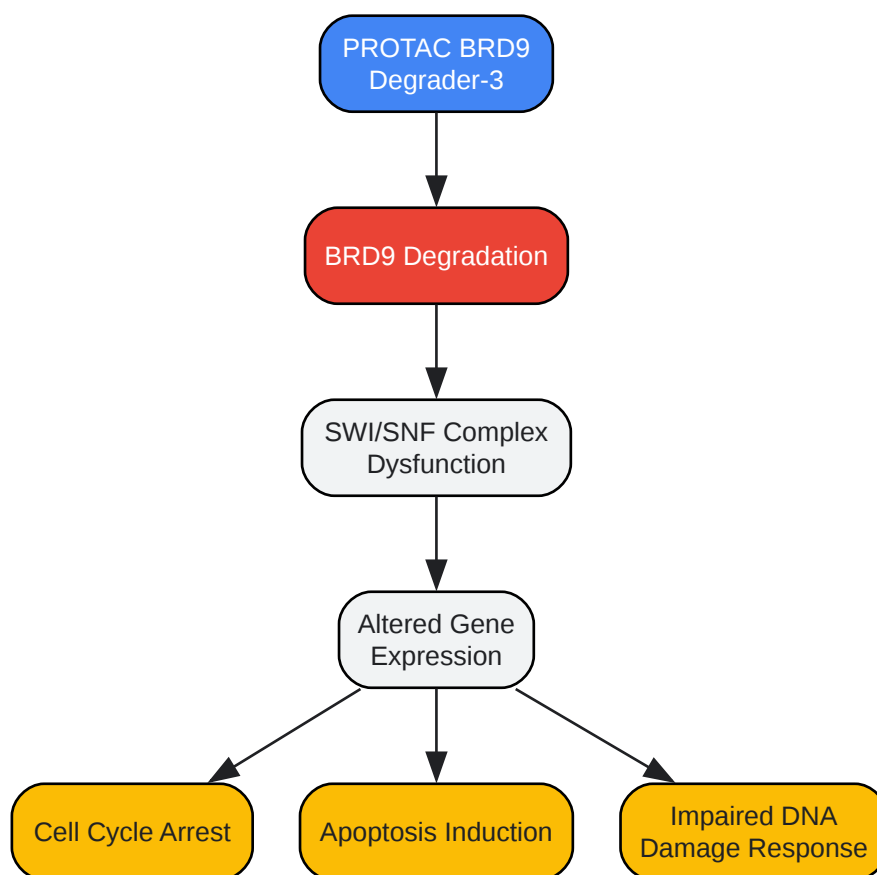 PROTAC BRD9
Degrader-3
BRD9 Degradation
SWI/SNF Complex
Dysfunction
Altered Gene
Expression
Cell Cycle Arrest
Apoptosis Induction
Impaired DNA
Damage Response